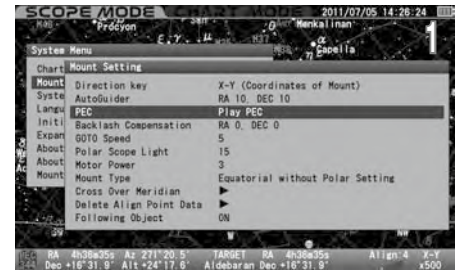 SCOPE MODE CHART MODE 2011/07/05 14:26:24
Procyon Menkalinan
Capella
1
System Menu
Chart Mount Setting
Mount Direction key X-Y (Coordinates of Mount)
Syste AutoGuider RA 10, DEC 10
Langu PEC Play PEC
Initi Backlash Compensation RA 0, DEC 0
Expan GOTO Speed 5
About Polar Scope Light 15
About Motor Power 3
Mount Mount Type Equatorial without Polar Setting
Cross Over Meridian ▶
Delete Align Point Data ▶
Following Object ON
W NW
RA 4h36m35s Az 271°20.5' TARGET RA 4h36m35s Align:4 X-Y
Dec +16°31.9' Alt +24°17.6' Aldebaran Dec +16°31.9' x500